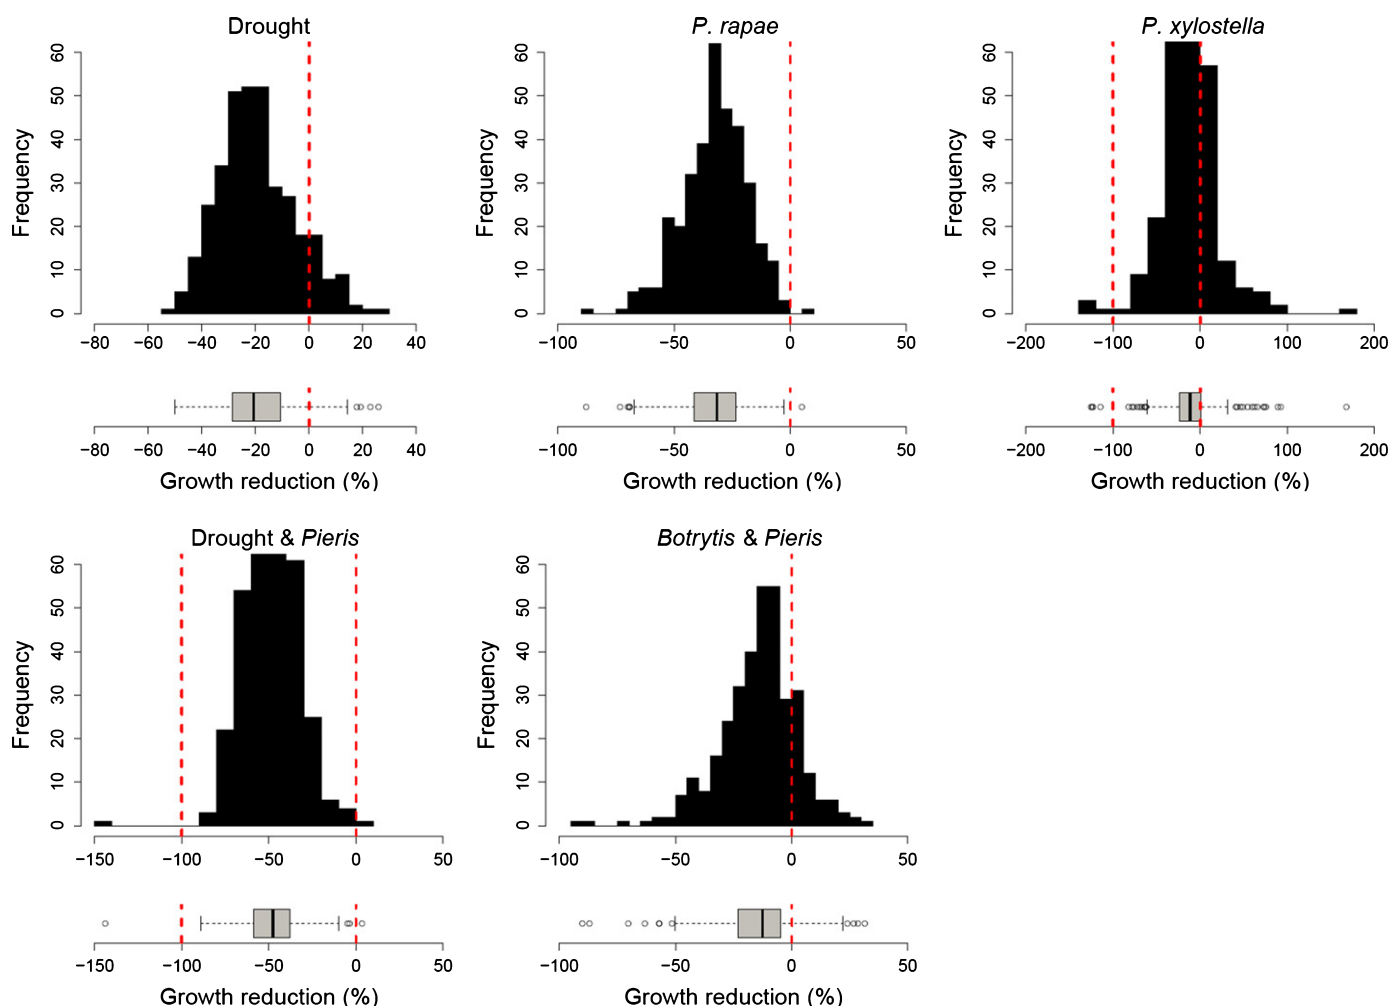 Drought
Frequency
0 10 20 30 40 50 60
−80 −60 −40 −20 0 20 40
−80 −60 −40 −20 0 20 40
Growth reduction (%)
P. rapae
Frequency
0 10 20 30 40 50 60
−100 −50 0 50
−100 −50 0 50
Growth reduction (%)
P. xylostella
Frequency
0 10 20 30 40 50 60
−200 −100 0 100 200
−200 −100 0 100 200
Growth reduction (%)
Drought & Pieris
Frequency
0 10 20 30 40 50 60
−150 −100 −50 0 50
−150 −100 −50 0 50
Growth reduction (%)
Botrytis & Pieris
Frequency
0 10 20 30 40 50 60
−100 −50 0 50
−100 −50 0 50
Growth reduction (%)